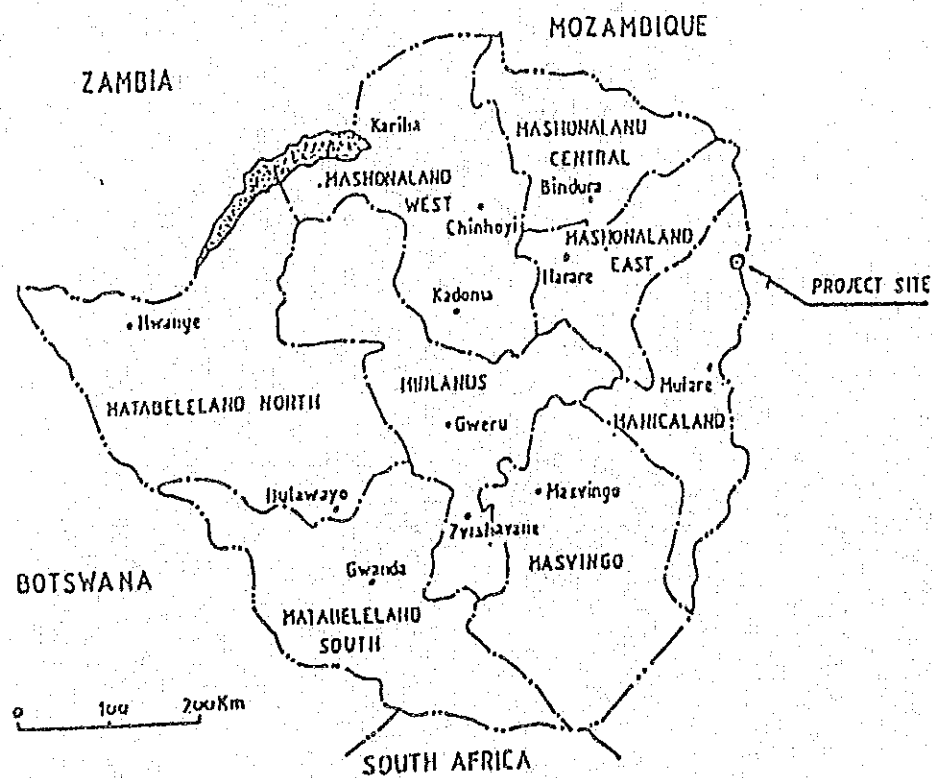 MOZAMBIQUE
ZAMBIA
Kariba
MASHONALAND
CENTRAL
Bindura
MASHONALAND
WEST
Chinhoyi
MASHONALAND
EAST
Harare
PROJECT SITE
Kadoma
Hwange
MIDLANDS
Mutare
MATABELELAND NORTH
MANICALAND
Gweru
Bulawayo
Masvingo
Zvishavane
MASVINGO
BOTSWANA
Gwanda
MATABELELAND
SOUTH
0 100 200Km
SOUTH AFRICA